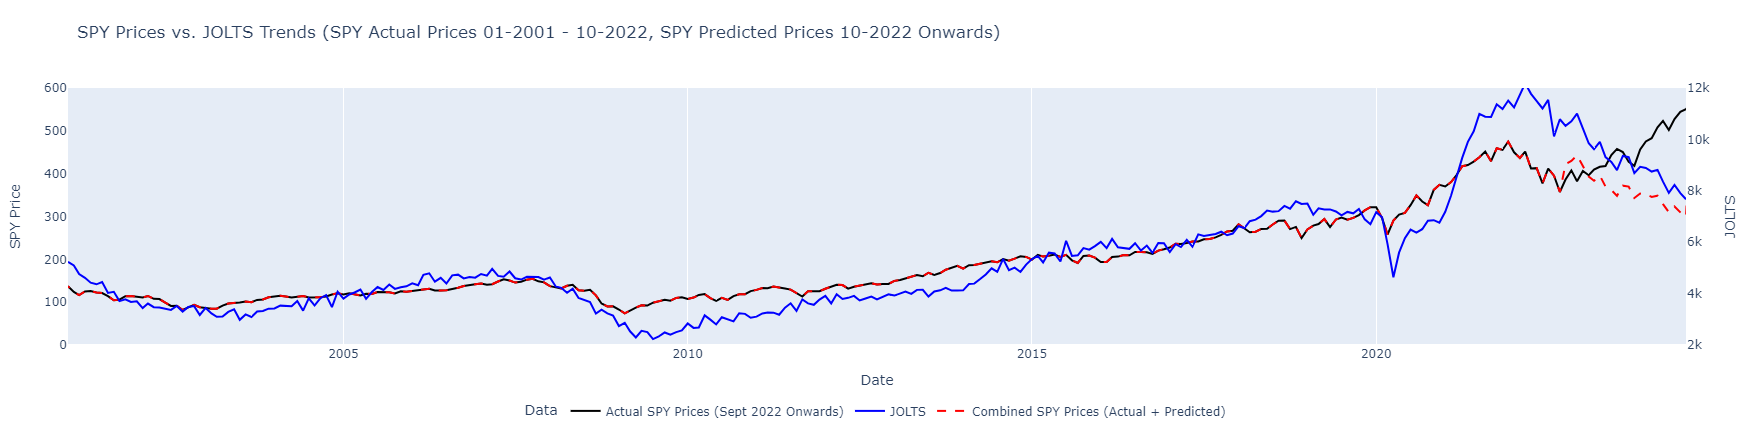 SPY Prices vs. JOLTS Trends (SPY Actual Prices 01-2001 - 10-2022, SPY Predicted Prices 10-2022 Onwards)
600
12k
500
10k
400
8k
300
6k
200
4k
100
0
2k
SPY Price
JOLTS
2005
2010
2015
2020
Date
Data
Actual SPY Prices (Sept 2022 Onwards)
JOLTS
Combined SPY Prices (Actual + Predicted)